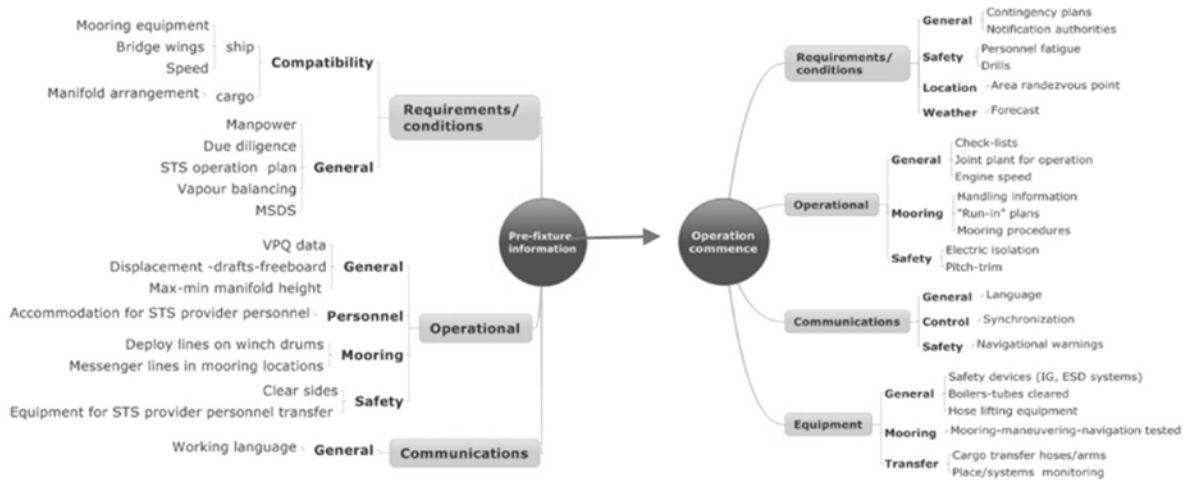 Mooring equipment
Bridge wings
Speed
ship
Manifold arrangement
cargo
Compatibility
Manpower
Due diligence
STS operation plan
Vapour balancing
MSDS
General
Requirements/
conditions
VPQ data
Displacement -drafts-freeboard
Max-min manifold height
General
Accommodation for STS provider personnel
Personnel
Deploy lines on winch drums
Messenger lines in mooring locations
Mooring
Clear sides
Equipment for STS provider personnel transfer
Safety
Operational
Working language
General
Communications
Pre-fixture
information
Operation
commence
Requirements/
conditions
General
Contingency plans
Notification authorities
Safety
Personnel fatigue
Drills
Location
Area randezvous point
Weather
Forecast
Operational
General
Check-lists
Joint plant for operation
Engine speed
Mooring
Handling information
"Run-in" plans
Mooring procedures
Safety
Electric isolation
Pitch-trim
Communications
General
Language
Control
Synchronization
Safety
Navigational warnings
Equipment
General
Safety devices (IG, ESD systems)
Boilers-tubes cleared
Hose lifting equipment
Mooring
Mooring-maneuvering-navigation tested
Transfer
Cargo transfer hoses/arms
Place/systems monitoring